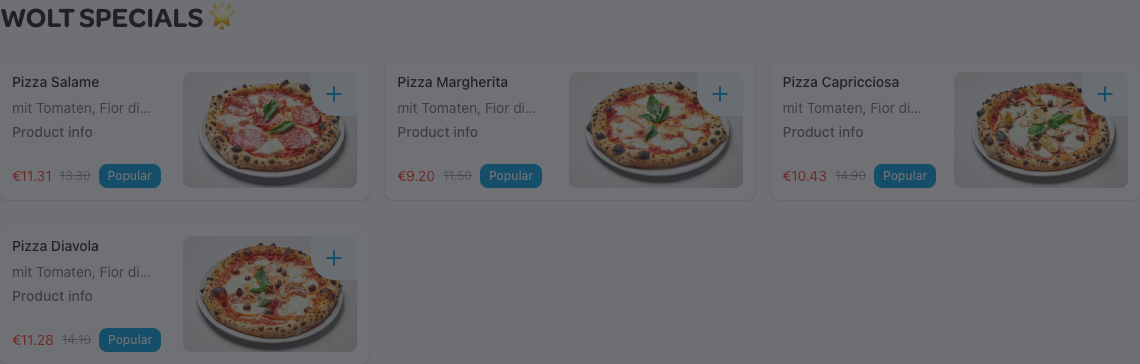 WOLT SPECIALS 🌟
Pizza Salame
mit Tomaten, Fior di...
Product info
€11.31 13.30 Popular
Pizza Margherita
mit Tomaten, Fior di...
Product info
€9.20 11.50 Popular
Pizza Capricciosa
mit Tomaten, Fior di...
Product info
€10.43 14.90 Popular
Pizza Diavola
mit Tomaten, Fior di...
Product info
€11.28 14.10 Popular